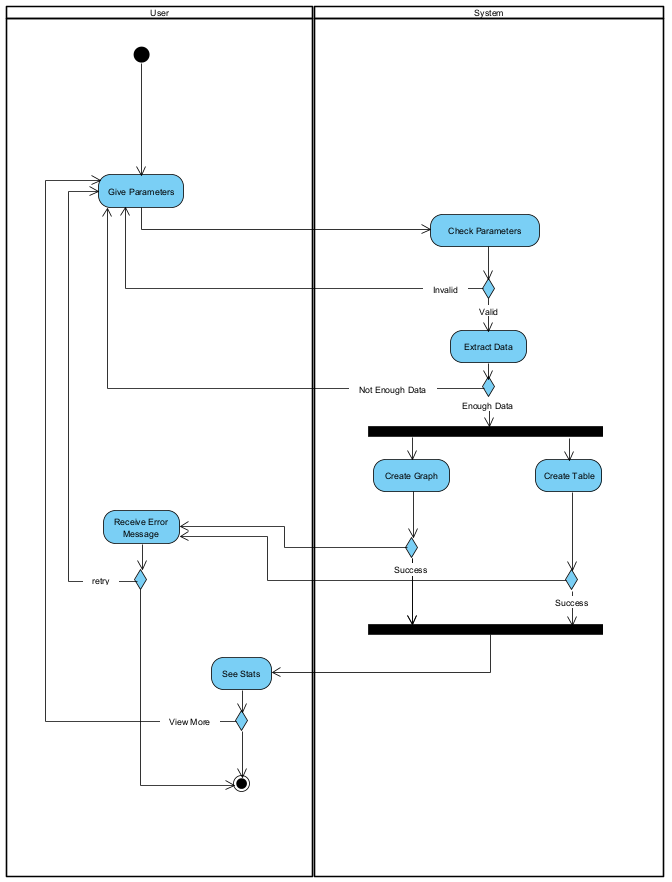 User
System
Give Parameters
Check Parameters
Invalid
Valid
Extract Data
Not Enough Data
Enough Data
Create Graph
Create Table
Receive Error
Message
Success
retry
Success
See Stats
View More